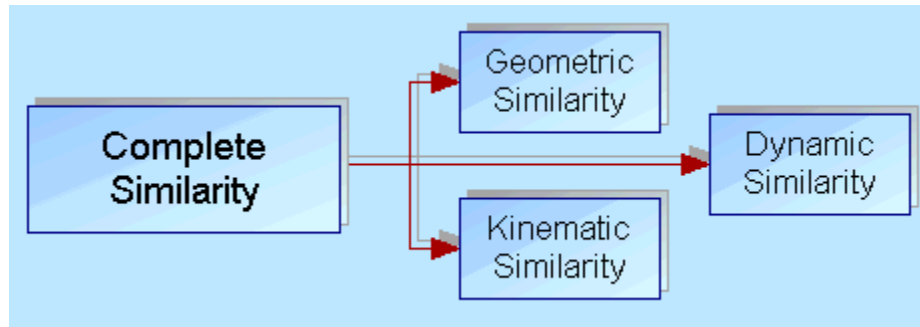 Complete
Similarity
Geometric
Similarity
Kinematic
Similarity
Dynamic
Similarity